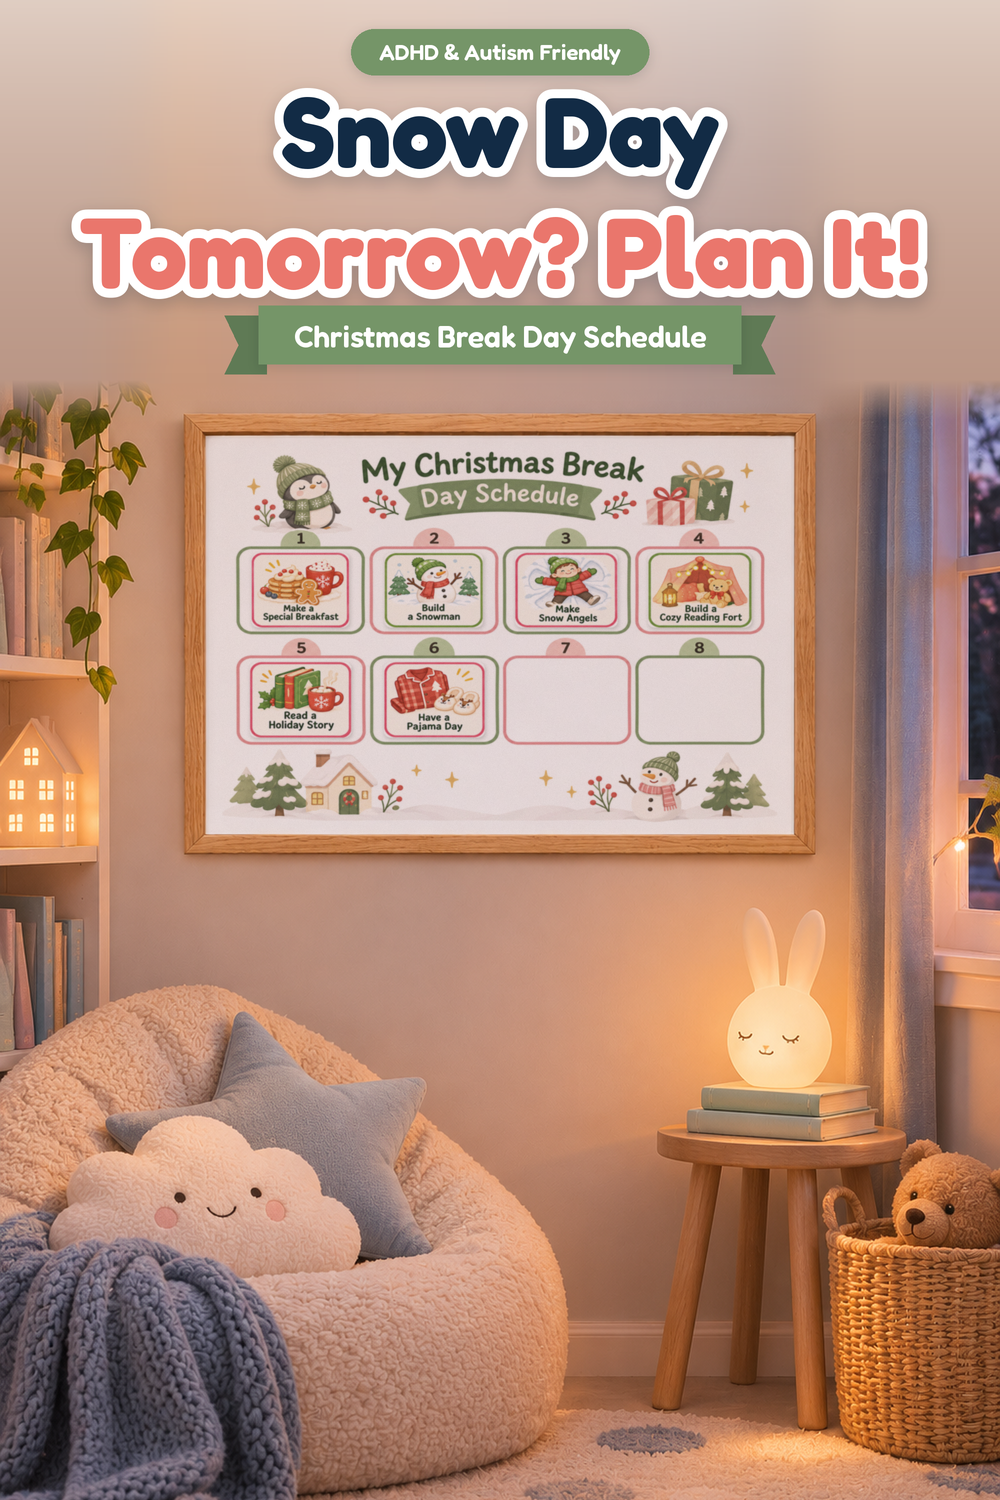 ADHD & Autism Friendly
Snow Day
Tomorrow? Plan It!
Christmas Break Day Schedule
My Christmas Break
Day Schedule
1
2
3
4
Make a
Special Breakfast
Build
a Snowman
Make
Snow Angels
Build a
Cozy Reading Fort
5
6
7
8
Read a
Holiday Story
Have a
Pajama Day